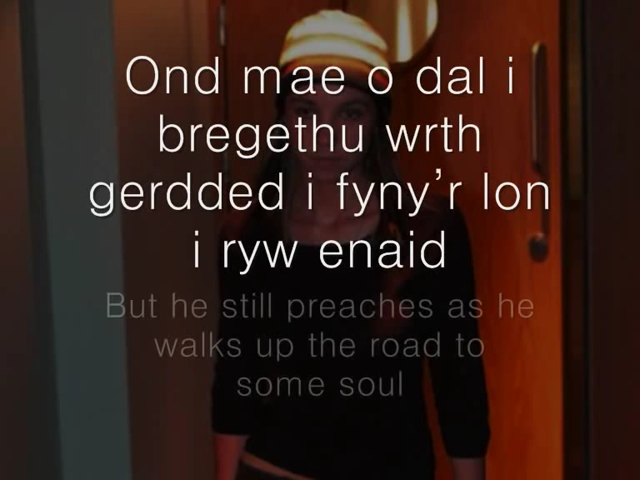 Ond mae o dal i
bregethu wrth
gerdded i fyny'r lon
i ryw enaid
But he still preaches as he
walks up the road to
some soul